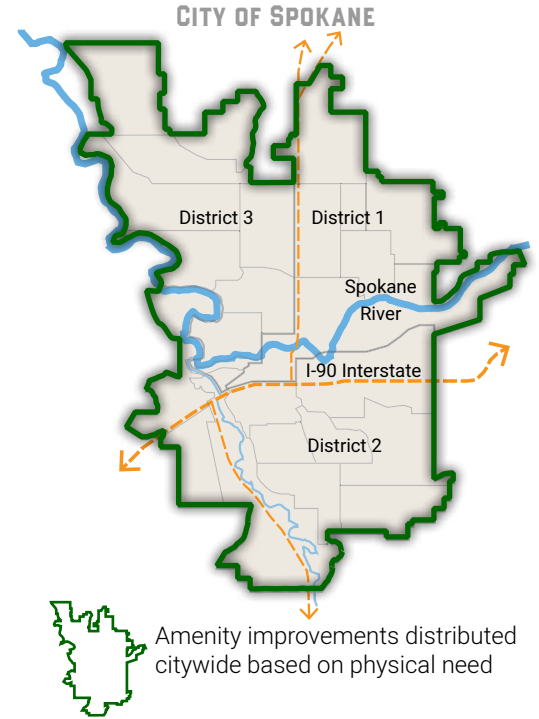 CITY OF SPOKANE
District 3
District 1
Spokane
River
I-90 Interstate
District 2
Amenity improvements distributed
citywide based on physical need